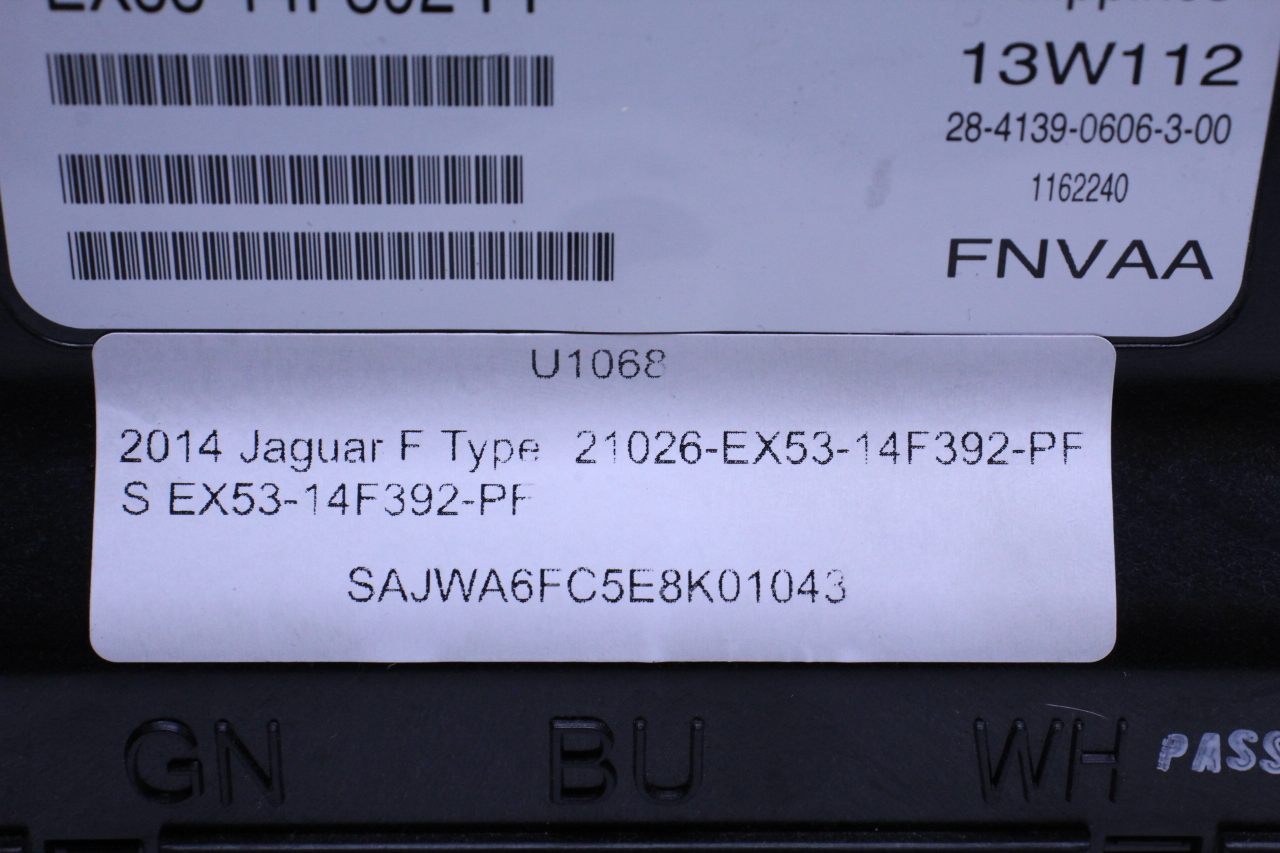 13W112
28-4139-0606-3-00
1162240
FNVAA
U1068
2014 Jaguar F Type 21026-EX53-14F392-PF
S EX53-14F392-PF
SAJWA6FC5E8K01043
GN BU WH PASS